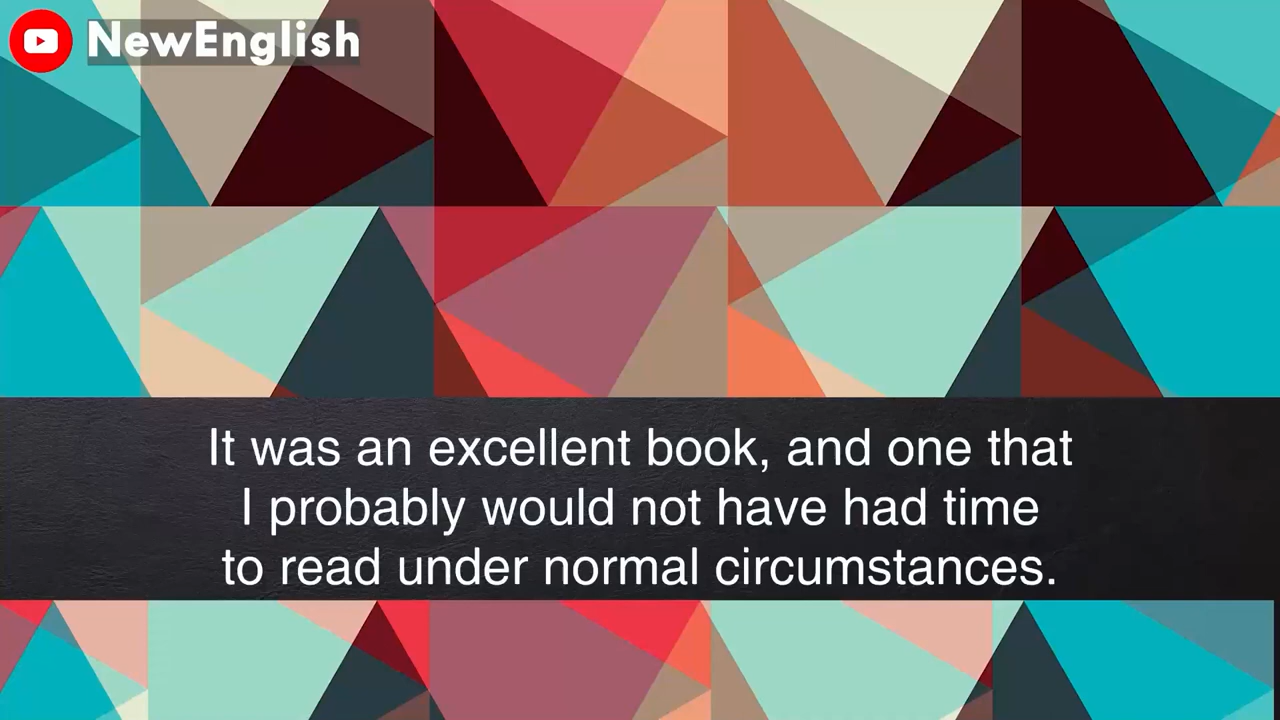 NewEnglish
It was an excellent book, and one that
I probably would not have had time
to read under normal circumstances.